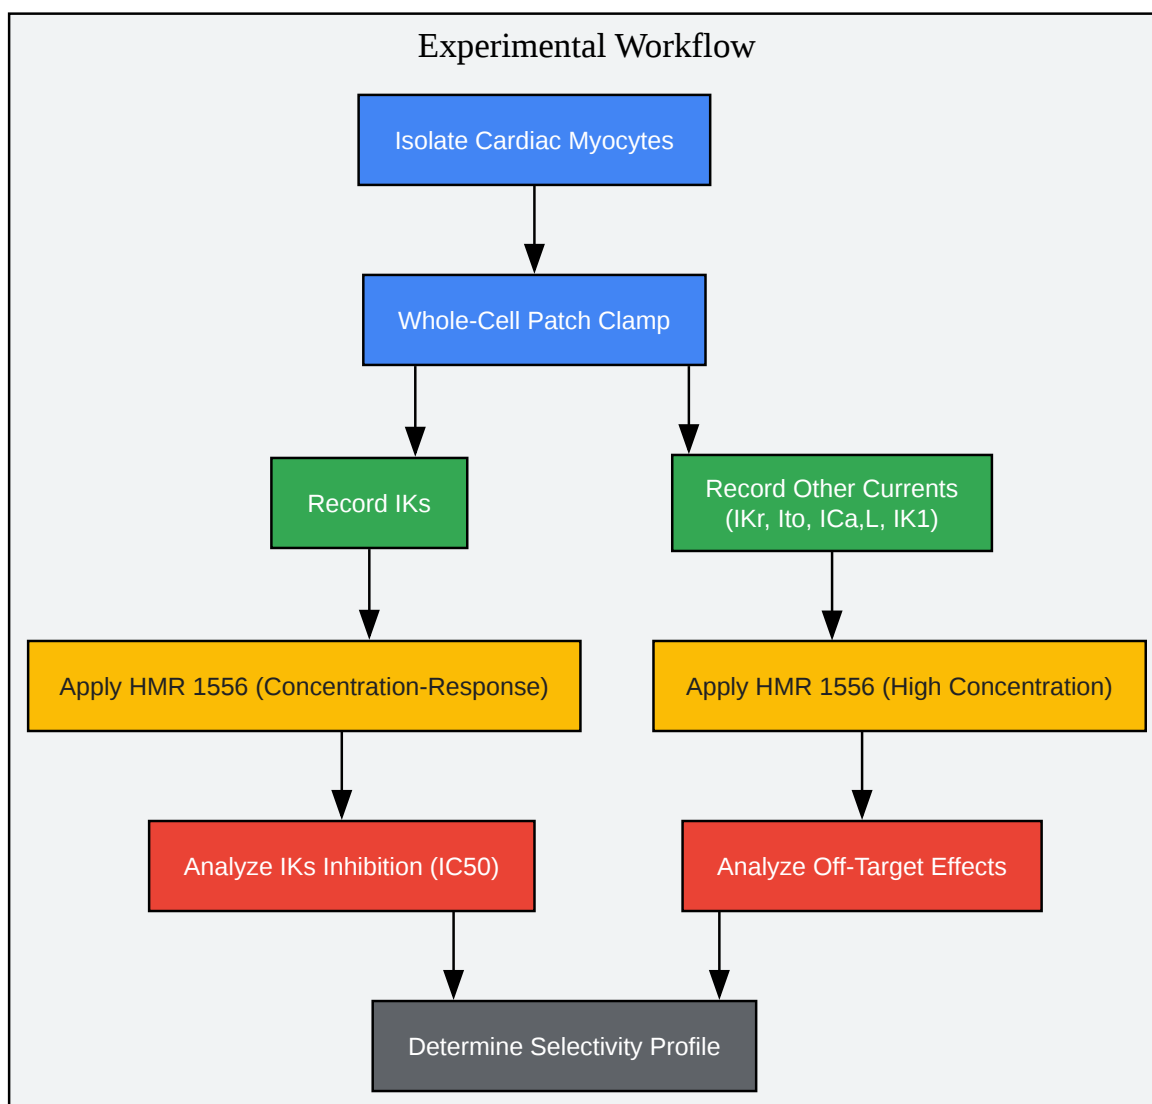 Experimental Workflow
Isolate Cardiac Myocytes
Whole-Cell Patch Clamp
Record IKs
Record Other Currents
(IKr, Ito, ICa,L, IK1)
Apply HMR 1556 (Concentration-Response)
Apply HMR 1556 (High Concentration)
Analyze IKs Inhibition (IC50)
Analyze Off-Target Effects
Determine Selectivity Profile